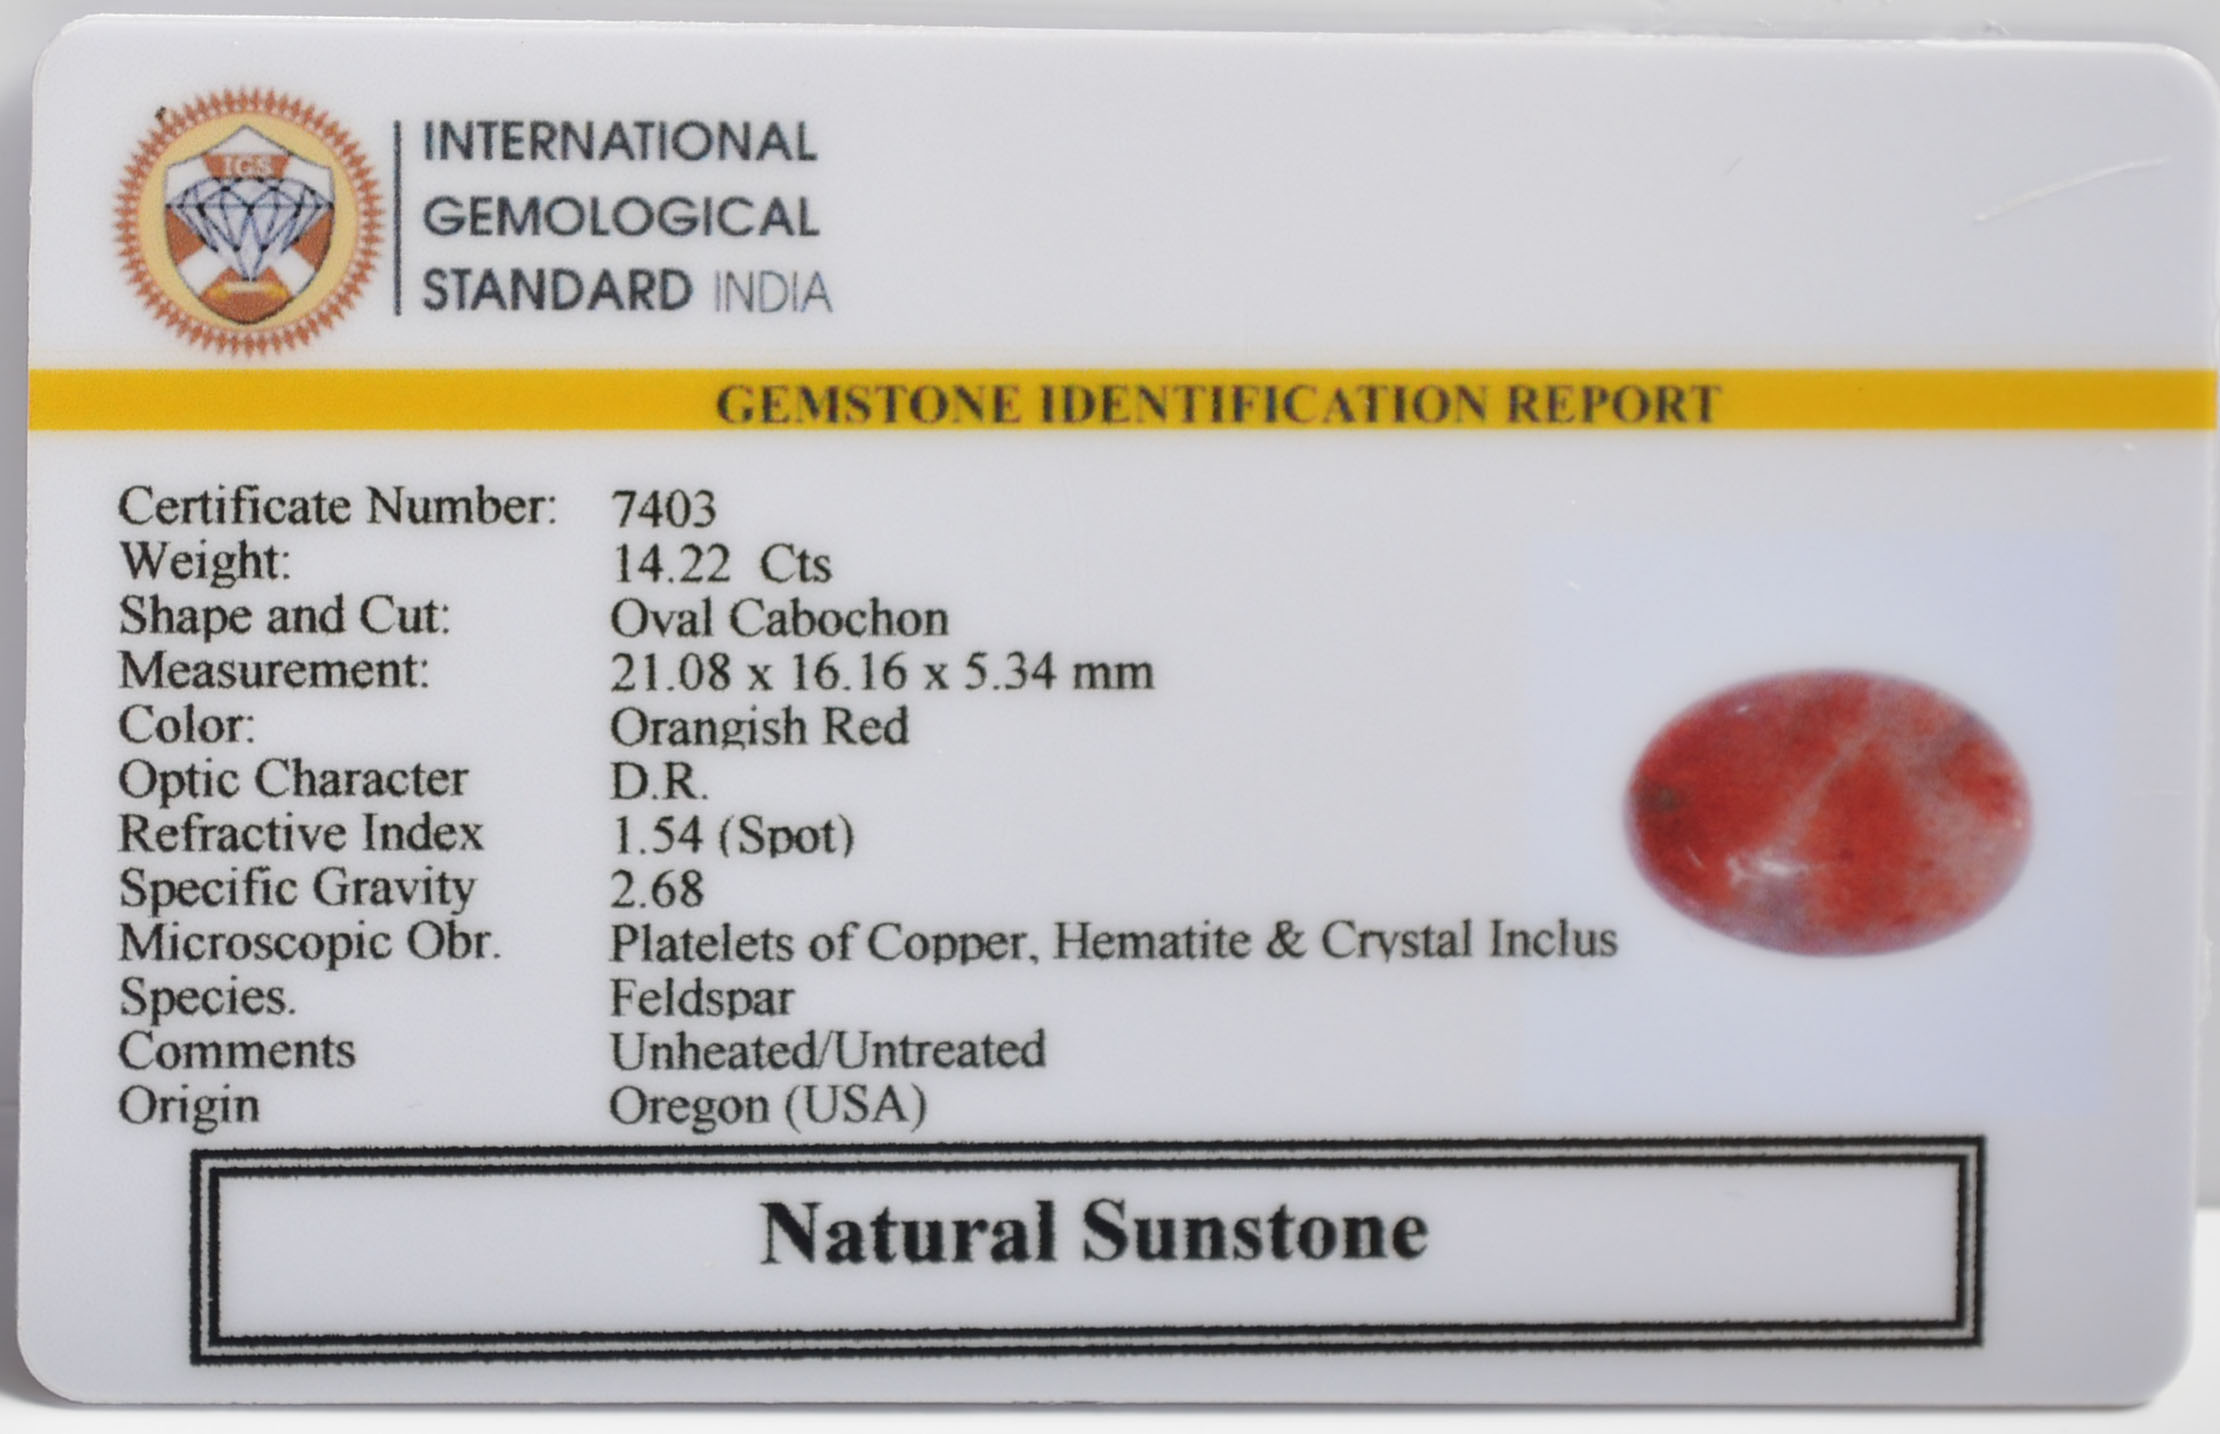 IGS
INTERNATIONAL
GEMOLOGICAL
STANDARD INDIA
GEMSTONE IDENTIFICATION REPORT
Certificate Number: 7403
Weight: 14.22 Cts
Shape and Cut: Oval Cabochon
Measurement: 21.08 x 16.16 x 5.34 mm
Color: Orangish Red
Optic Character D.R.
Refractive Index 1.54 (Spot)
Specific Gravity 2.68
Microscopic Obr. Platelets of Copper, Hematite & Crystal Inclus
Species. Feldspar
Comments Unheated/Untreated
Origin Oregon (USA)
Natural Sunstone